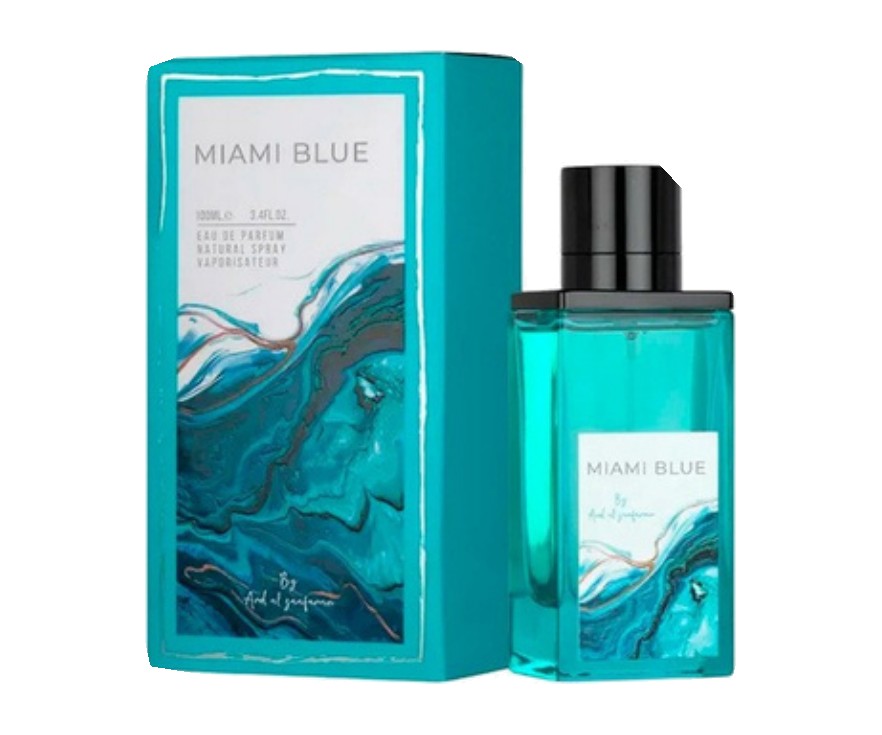 MIAMI BLUE
100ML.℮ 3.4FL.OZ.
EAU DE PARFUM
NATURAL SPRAY
VAPORISATEUR
By
Ard al zaafaran
MIAMI BLUE
By
Ard al zaafaran